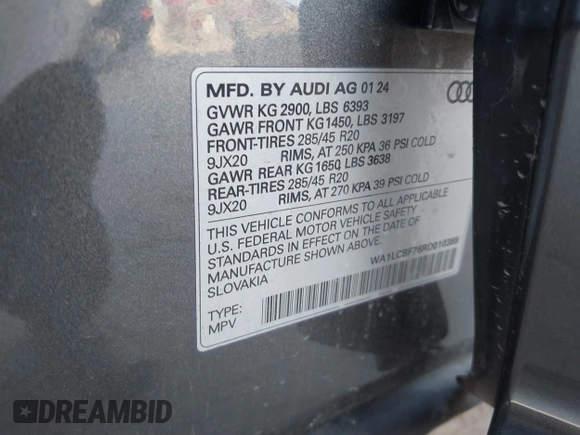 MFD. BY AUDI AG 01 24
GVWR KG 2900, LBS 6393
GAWR FRONT KG1450, LBS 3197
FRONT-TIRES 285/45 R20
9JX20 RIMS, AT 250 KPA 36 PSI COLD
GAWR REAR KG 1650, LBS 3638
REAR-TIRES 285/45 R20
9JX20 RIMS, AT 270 KPA 39 PSI COLD
THIS VEHICLE CONFORMS TO ALL APPLICABLE
U.S. FEDERAL MOTOR VEHICLE SAFETY
STANDARDS IN EFFECT ON THE DATE OF
MANUFACTURE SHOWN ABOVE.
SLOVAKIA
TYPE:
MPV
DREAMBID